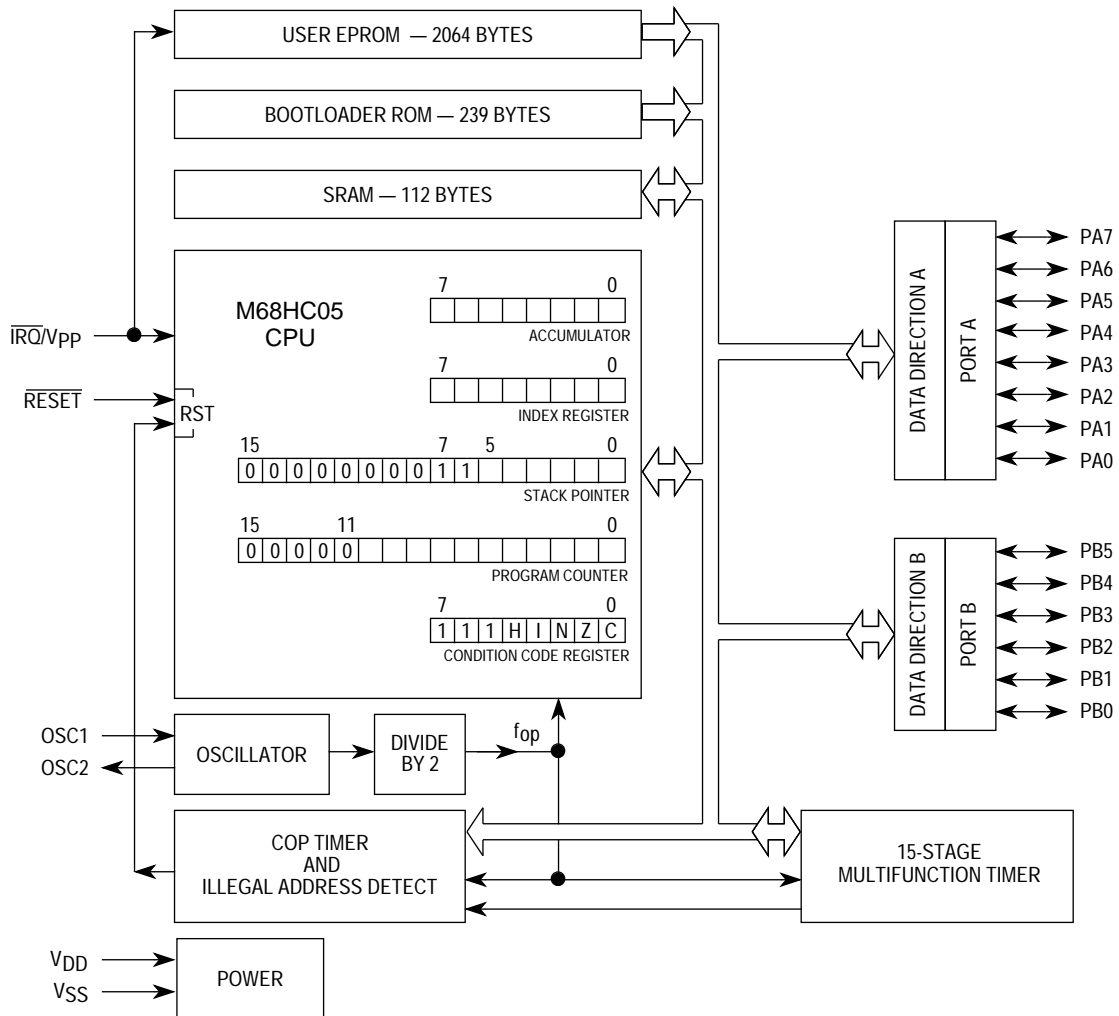 USER EPROM — 2064 BYTES
BOOTLOADER ROM — 239 BYTES
SRAM — 112 BYTES
M68HC05
CPU
7 0
ACCUMULATOR
7 0
INDEX REGISTER
15 7 5 0
0 0 0 0 0 0 0 0 1 1
STACK POINTER
15 11 0
0 0 0 0 0
PROGRAM COUNTER
7 0
1 1 1 H I N Z C
CONDITION CODE REGISTER
IRQ/VPP
RESET
RST
OSC1
OSC2
OSCILLATOR
DIVIDE
BY 2
fop
COP TIMER
AND
ILLEGAL ADDRESS DETECT
15-STAGE
MULTIFUNCTION TIMER
VDD
VSS
POWER
DATA DIRECTION A
PORT A
PA7
PA6
PA5
PA4
PA3
PA2
PA1
PA0
DATA DIRECTION B
PORT B
PB5
PB4
PB3
PB2
PB1
PB0